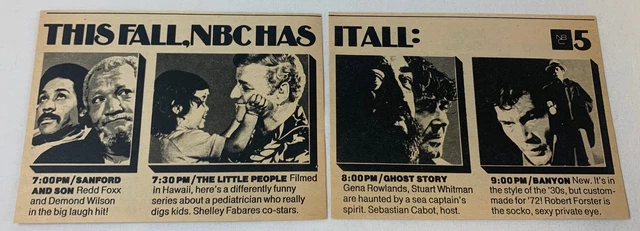 THIS FALL, NBC HAS IT ALL:
NBC 5
7:00 PM/SANFORD
AND SON Redd Foxx
and Demond Wilson
in the big laugh hit!
7:30 PM/THE LITTLE PEOPLE Filmed
In Hawaii, here's a differently funny
series about a pediatrician who really
digs kids. Shelley Fabares co-stars.
8:00 PM/GHOST STORY
Gena Rowlands, Stuart Whitman
are haunted by a sea captain's
spirit. Sebastian Cabot, host.
9:00 PM/BANYON New. It's in
the style of the '30s, but custom-
made for '72! Robert Forster is
the socko, sexy private eye.